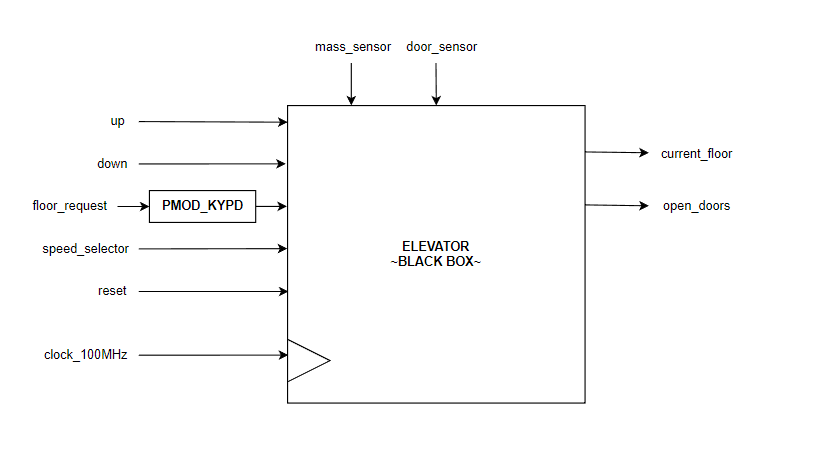 mass_sensor door_sensor
up
down
floor_request
PMOD_KYPD
speed_selector
reset
clock_100MHz
ELEVATOR
~BLACK BOX~
current_floor
open_doors